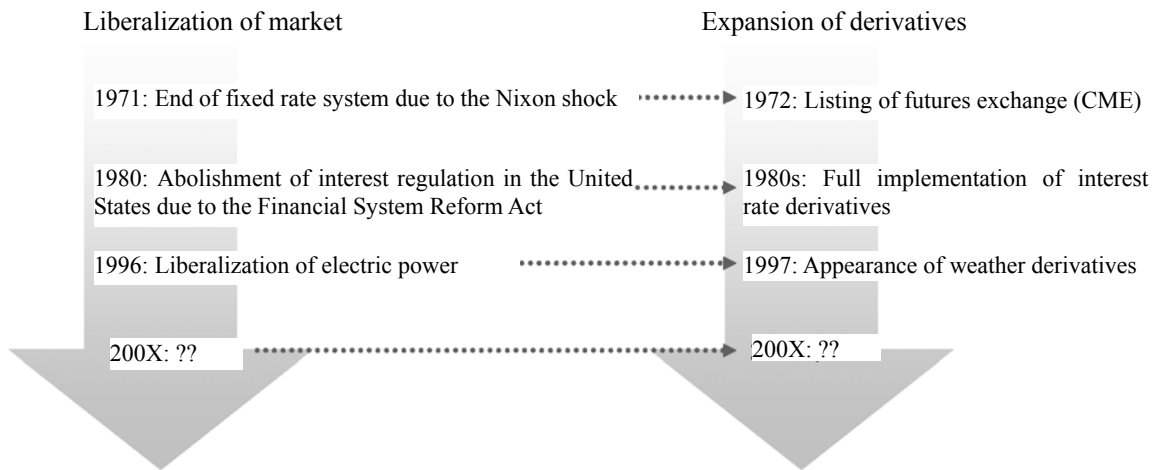 Liberalization of market
Expansion of derivatives
1971: End of fixed rate system due to the Nixon shock
1972: Listing of futures exchange (CME)
1980: Abolishment of interest regulation in the United
States due to the Financial System Reform Act
1980s: Full implementation of interest
rate derivatives
1996: Liberalization of electric power
1997: Appearance of weather derivatives
200X: ??
200X: ??